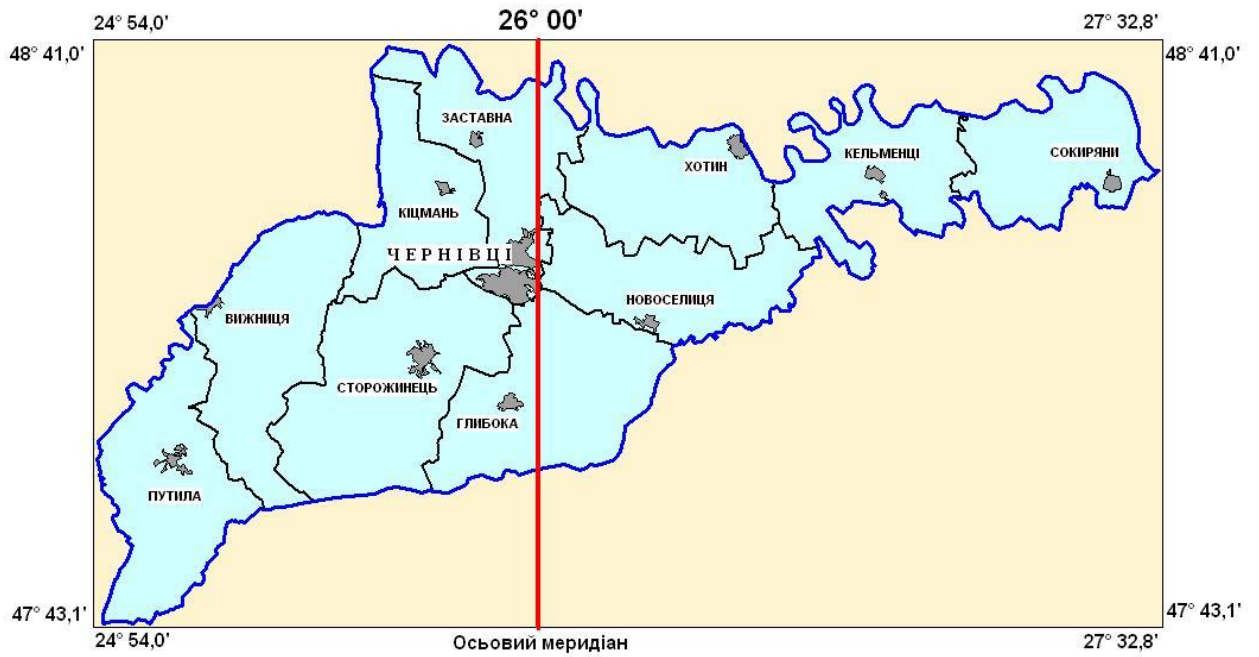 24° 54,0'
26° 00'
27° 32,8'
48° 41,0'
48° 41,0'
ЗАСТАВНА
ХОТИН
КЕЛЬМЕНЦІ
СОКИРЯНИ
КІЦМАНЬ
ЧЕРНІВЦІ
НОВОСЕЛИЦЯ
ВИЖНИЦЯ
СТОРОЖИНЕЦЬ
ГЛИБОКА
ПУТИЛА
47° 43,1'
47° 43,1'
24° 54,0'
Осьовий меридіан
27° 32,8'